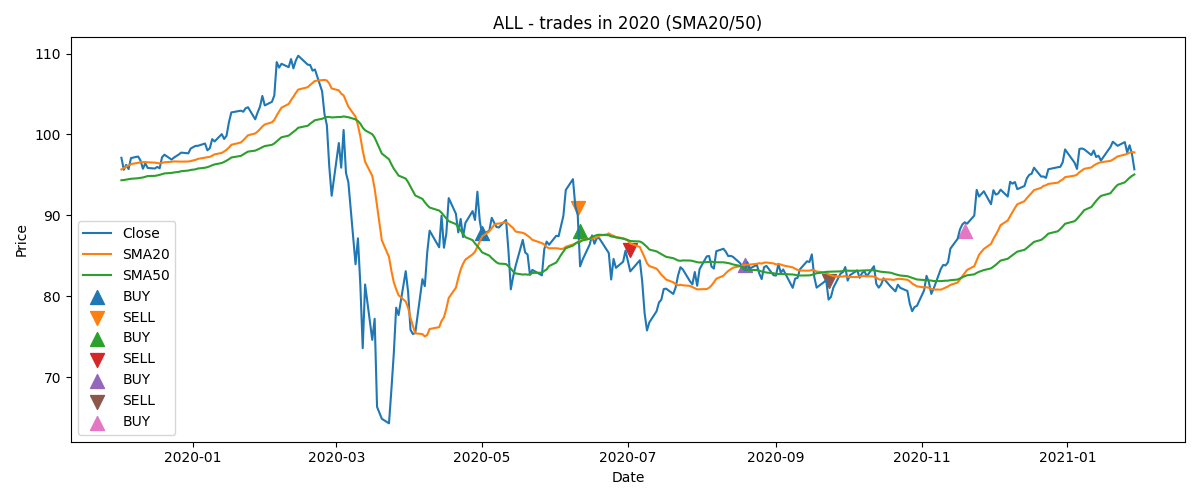 ALL - trades in 2020 (SMA20/50)
Price
110
100
90
80
70
Close
SMA20
SMA50
BUY
SELL
BUY
SELL
BUY
SELL
BUY
2020-01
2020-03
2020-05
2020-07
2020-09
2020-11
2021-01
Date